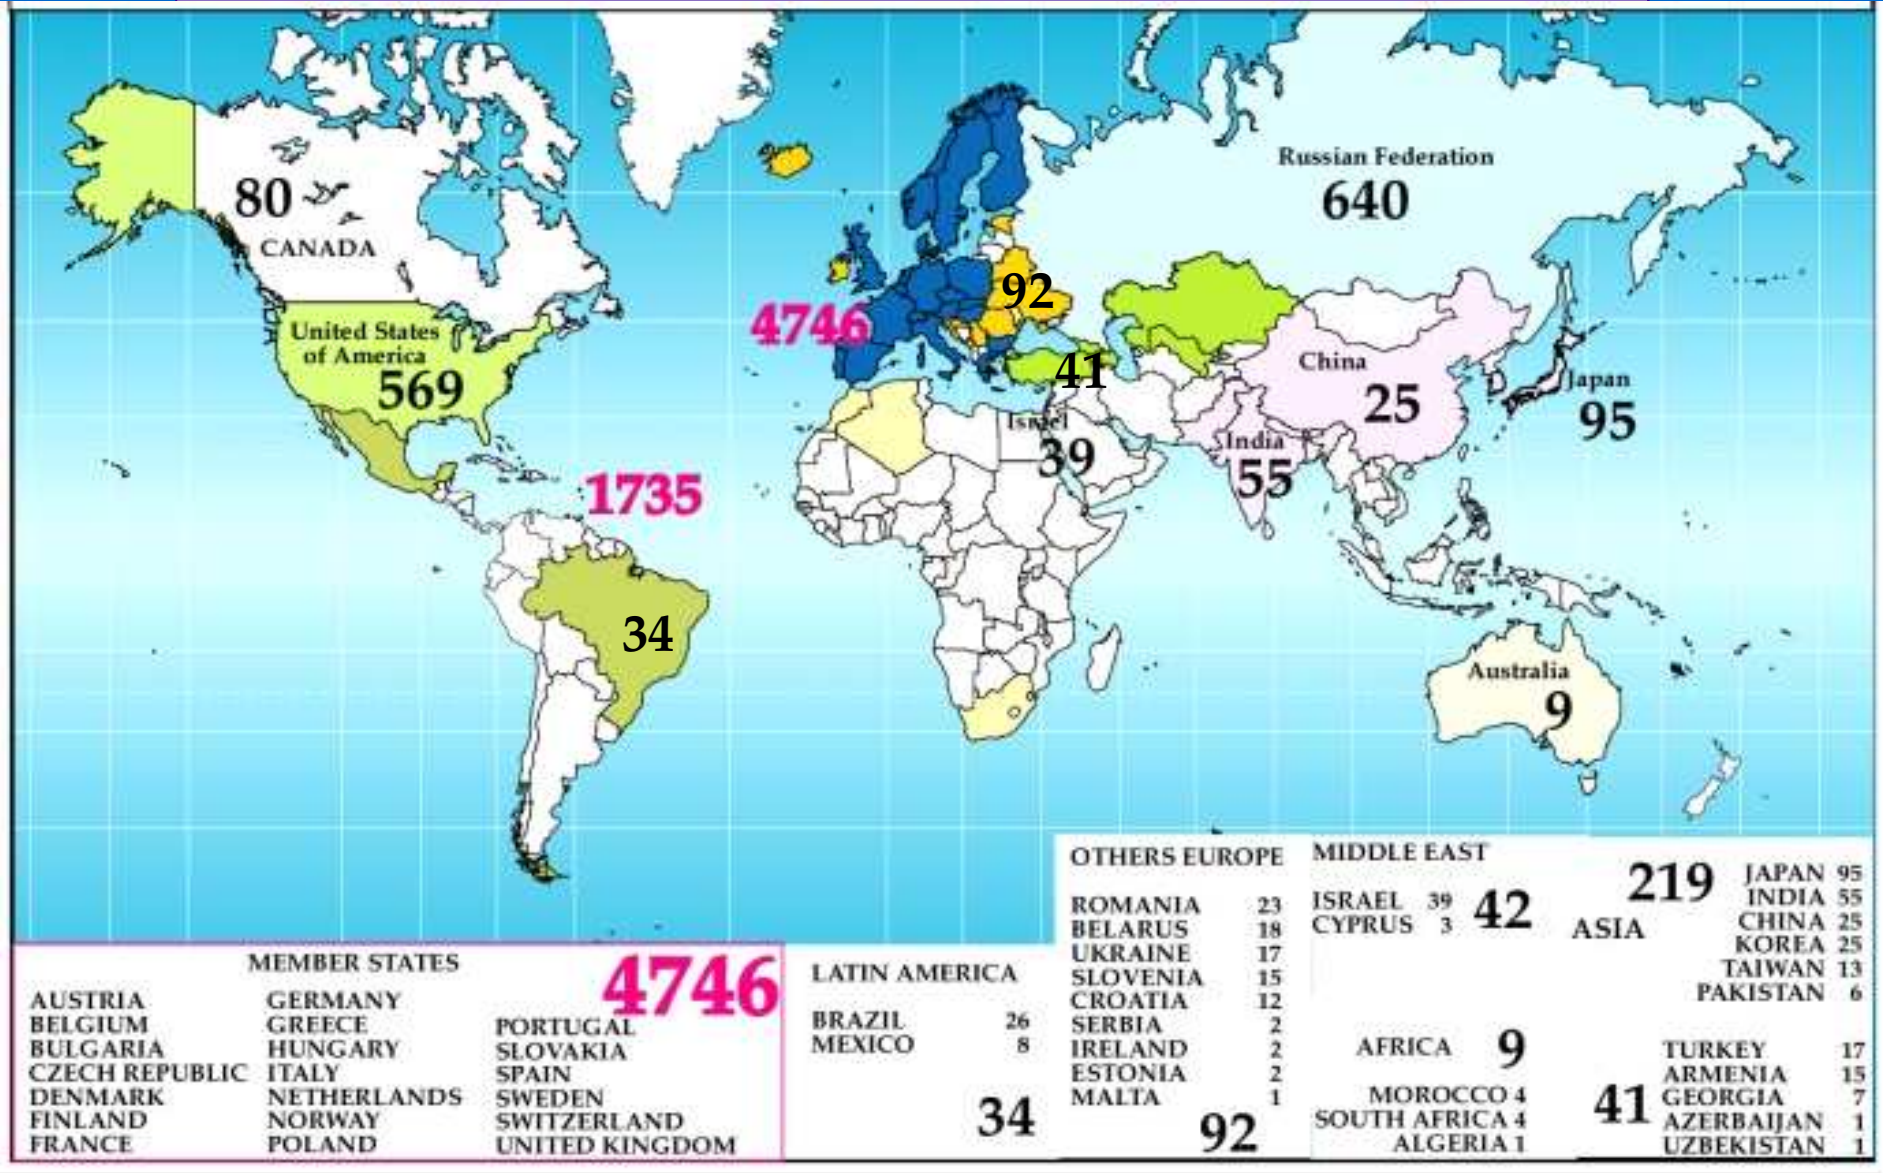 Russian Federation
640
80
CANADA
92
4746
United States
of America
569
41
China
25
Japan
95
Israel
39
India
55
1735
34
Australia
9
MEMBER STATES
4746
AUSTRIA
BELGIUM
BULGARIA
CZECH REPUBLIC
DENMARK
FINLAND
FRANCE
GERMANY
GREECE
HUNGARY
ITALY
NETHERLANDS
NORWAY
POLAND
PORTUGAL
SLOVAKIA
SPAIN
SWEDEN
SWITZERLAND
UNITED KINGDOM
LATIN AMERICA
BRAZIL 26
MEXICO 8
34
OTHERS EUROPE
ROMANIA 23
BELARUS 18
UKRAINE 17
SLOVENIA 15
CROATIA 12
SERBIA 2
IRELAND 2
ESTONIA 2
MALTA 1
92
MIDDLE EAST
ISRAEL 39
CYPRUS 3
42
AFRICA 9
MOROCCO 4
SOUTH AFRICA 4
ALGERIA 1
219
ASIA
JAPAN 95
INDIA 55
CHINA 25
KOREA 25
TAIWAN 13
PAKISTAN 6
41
TURKEY 17
ARMENIA 15
GEORGIA 7
AZERBAIJAN 1
UZBEKISTAN 1